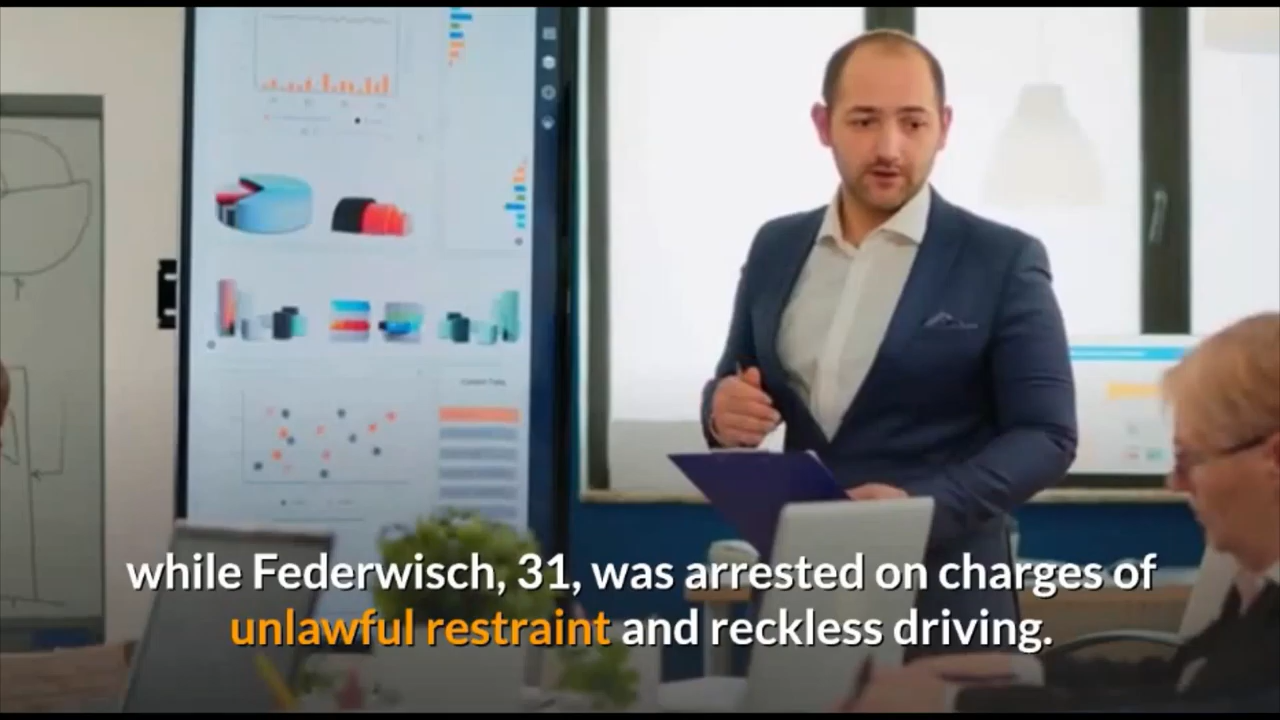 while Federwisch, 31, was arrested on charges of
unlawful restraint and reckless driving.